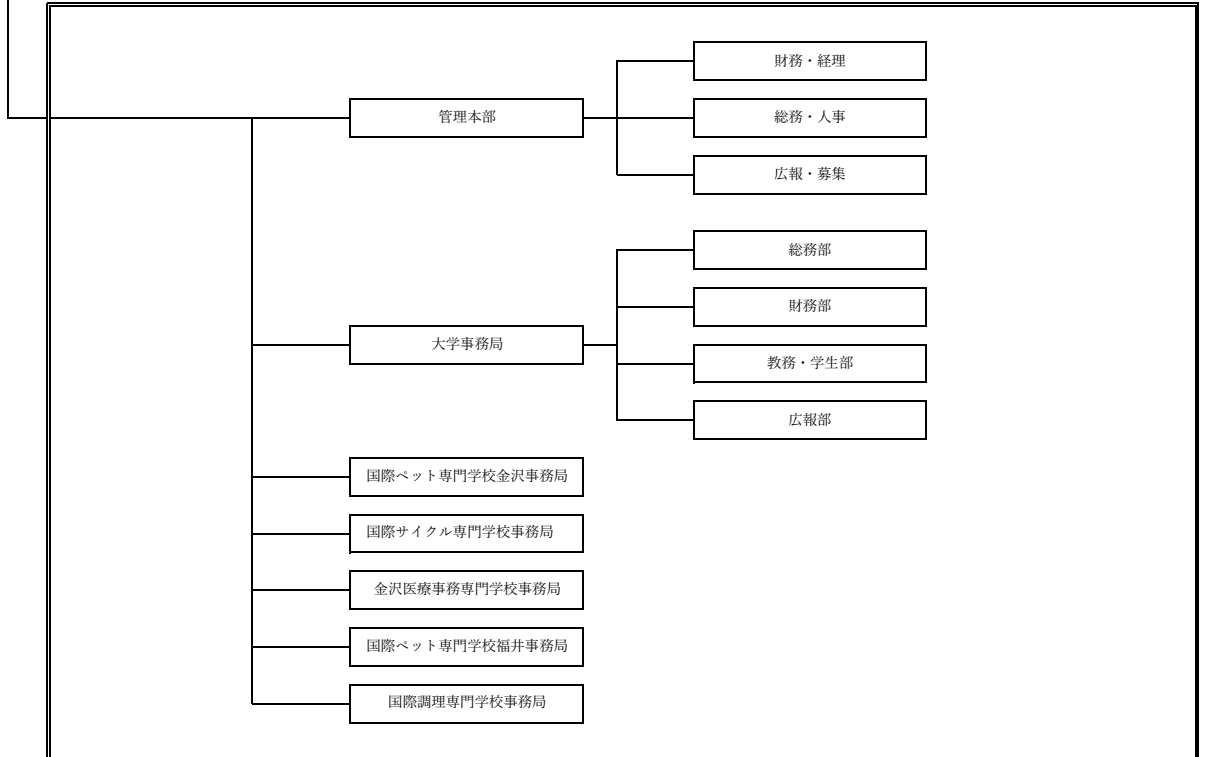 財務・経理
管理本部
総務・人事
広報・募集
総務部
財務部
大学事務局
教務・学生部
広報部
国際ペット専門学校金沢事務局
国際サイクル専門学校事務局
金沢医療事務専門学校事務局
国際ペット専門学校福井事務局
国際調理専門学校事務局